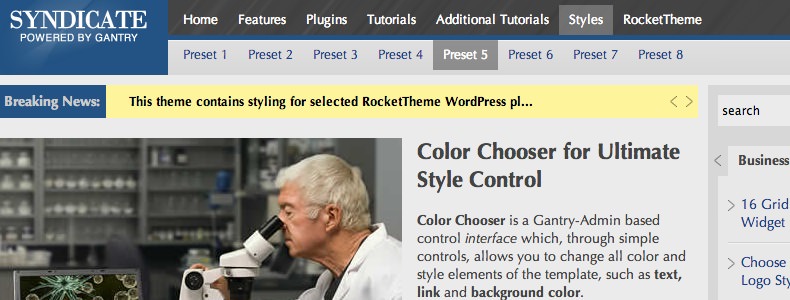 SYNDICATE
POWERED BY GANTRY
Home Features Plugins Tutorials Additional Tutorials Styles RocketTheme
Preset 1 Preset 2 Preset 3 Preset 4 Preset 5 Preset 6 Preset 7 Preset 8
Breaking News: This theme contains styling for selected RocketTheme WordPress pl...
search
Color Chooser for Ultimate
Style Control
Color Chooser is a Gantry-Admin based
control interface which, through simple
controls, allows you to change all color and
style elements of the template, such as text,
link and background color.
Business
16 Grid
Widget
Choose
Logo Sty